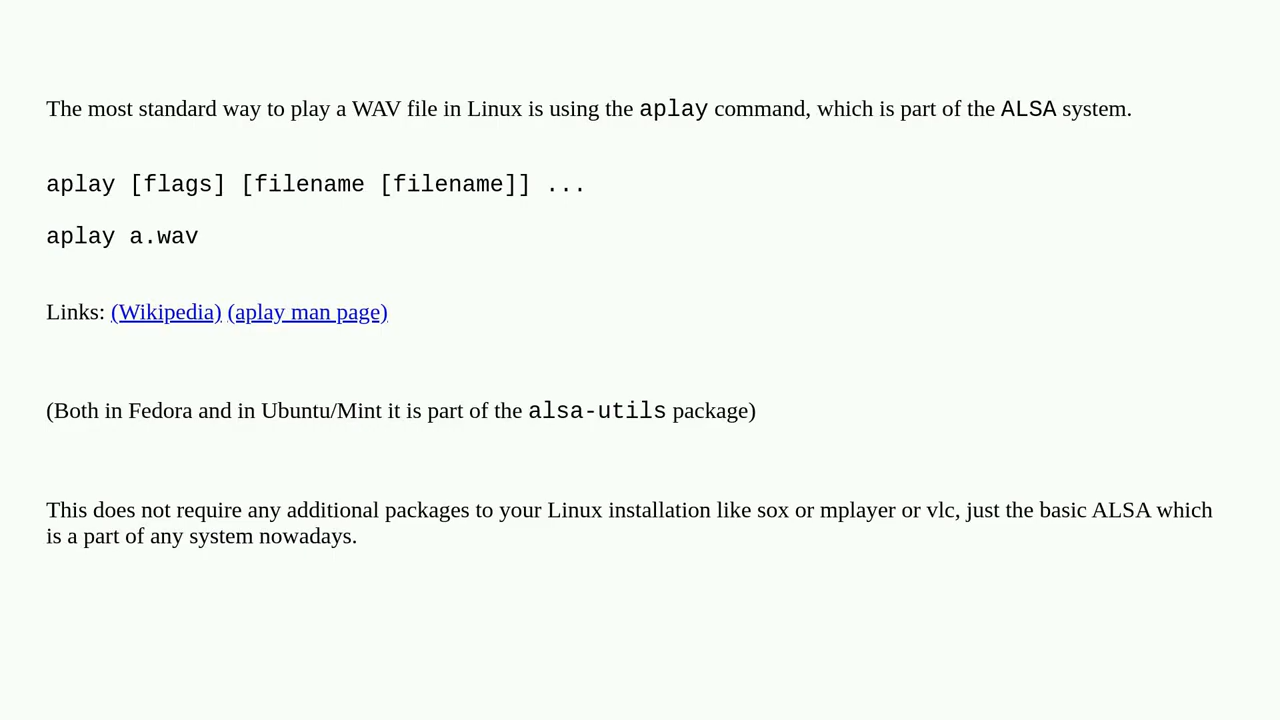 The most standard way to play a WAV file in Linux is using the aplay command, which is part of the ALSA system.
aplay [flags] [filename [filename]] ...
aplay a.wav
Links: (Wikipedia) (aplay man page)
(Both in Fedora and in Ubuntu/Mint it is part of the alsa-utils package)
This does not require any additional packages to your Linux installation like sox or mplayer or vlc, just the basic ALSA which
is a part of any system nowadays.